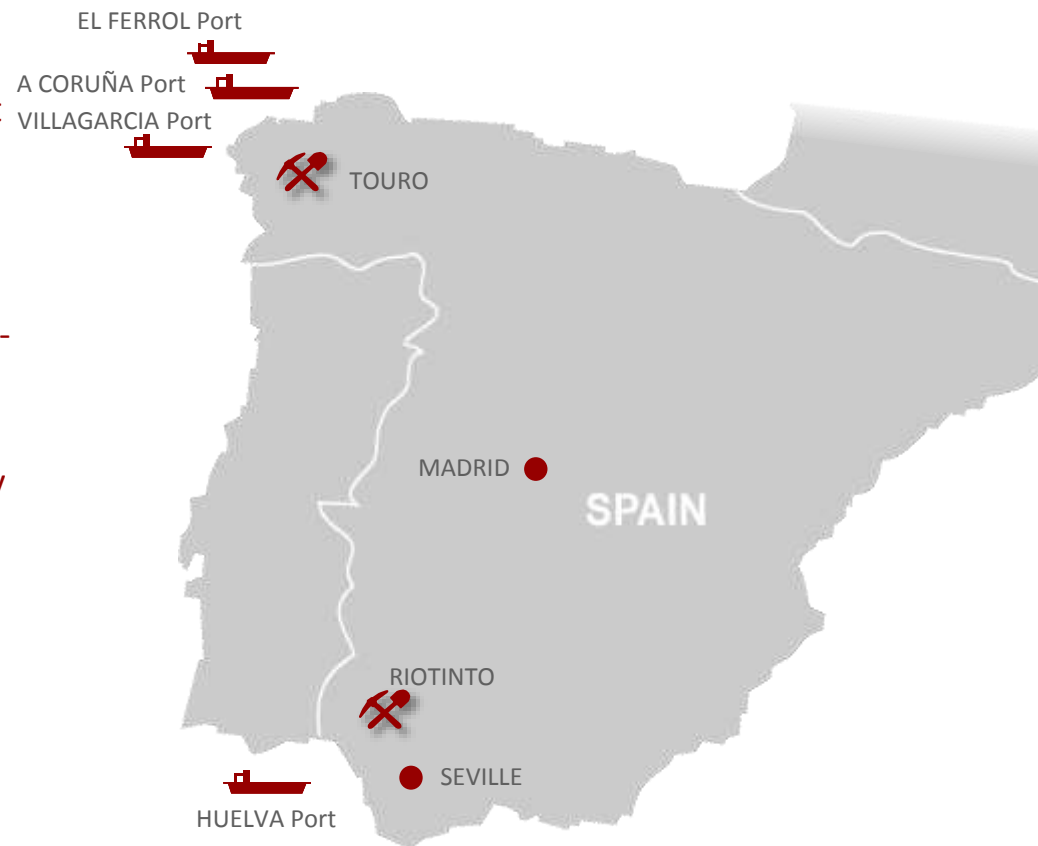 EL FERROL Port
A CORUÑA Port
VILLAGARCIA Port
TOURO
MADRID
SPAIN
RIOTINTO
SEVILLE
HUELVA Port